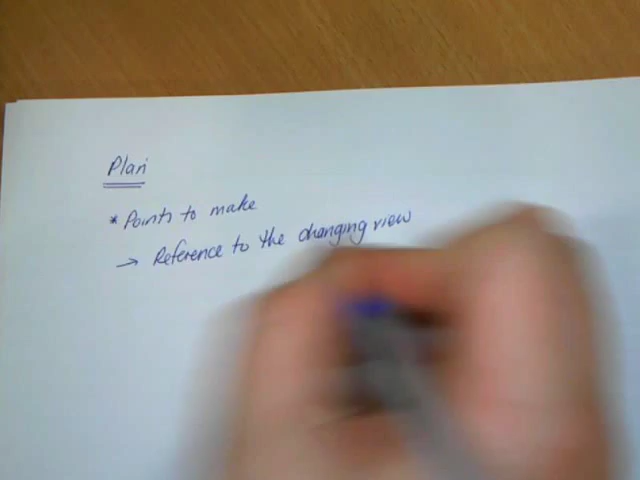 Plan
* Points to make
→ Reference to the changing view